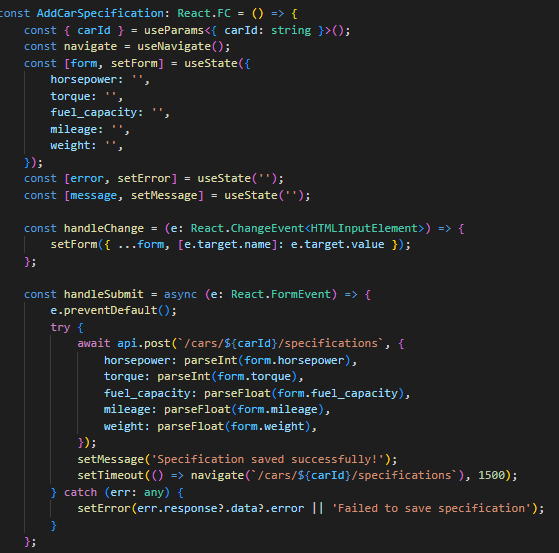 const AddCarSpecification: React.FC = () => {
    const { carId } = useParams<{ carId: string }>();
    const navigate = useNavigate();
    const [form, setForm] = useState({
        horsepower: '',
        torque: '',
        fuel_capacity: '',
        mileage: '',
        weight: '',
    });
    const [error, setError] = useState('');
    const [message, setMessage] = useState('');

    const handleChange = (e: React.ChangeEvent<HTMLInputElement>) => {
        setForm({ ...form, [e.target.name]: e.target.value });
    };

    const handleSubmit = async (e: React.FormEvent) => {
        e.preventDefault();
        try {
            await api.post(`/cars/${carId}/specifications`, {
                horsepower: parseInt(form.horsepower),
                torque: parseInt(form.torque),
                fuel_capacity: parseFloat(form.fuel_capacity),
                mileage: parseFloat(form.mileage),
                weight: parseFloat(form.weight),
            });
            setMessage('Specification saved successfully!');
            setTimeout(() => navigate(`/cars/${carId}/specifications`), 1500);
        } catch (err: any) {
            setError(err.response?.data?.error || 'Failed to save specification');
        }
    };